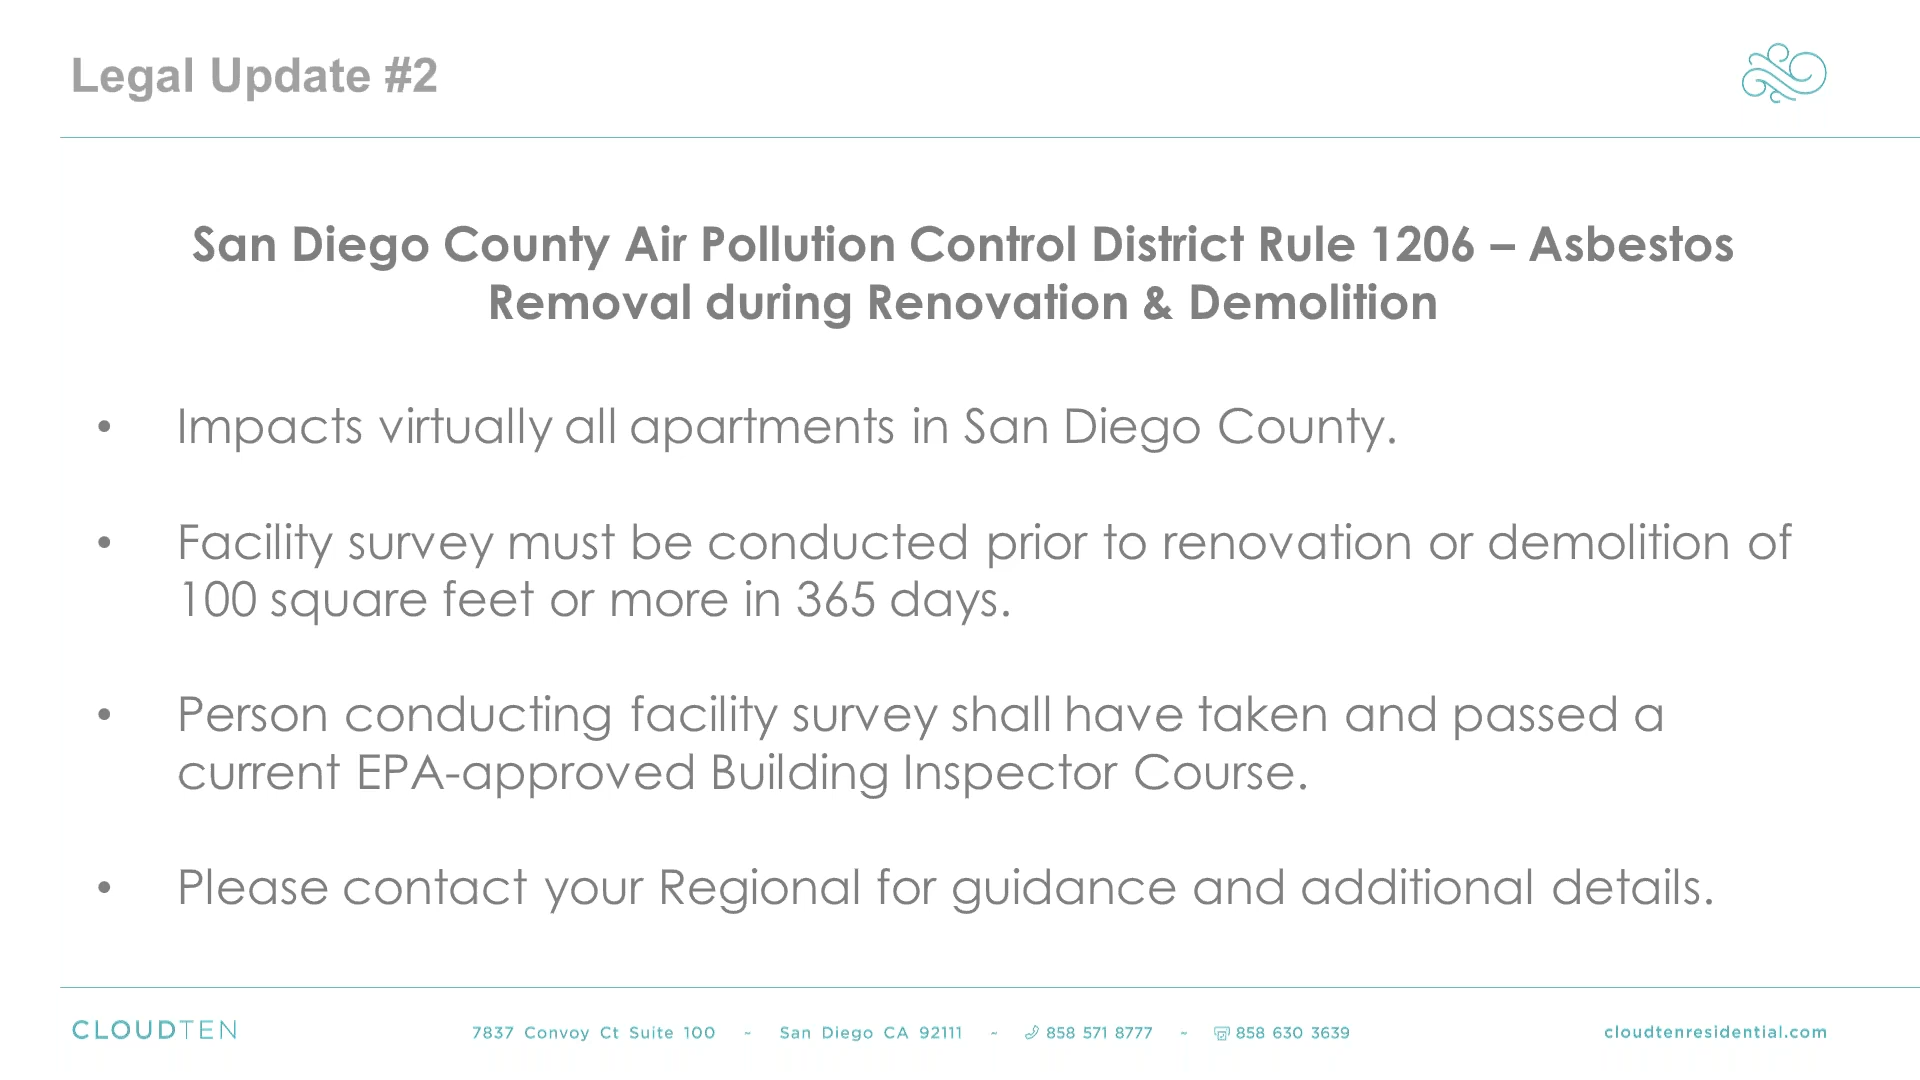 Legal Update #2
San Diego County Air Pollution Control District Rule 1206 – Asbestos
Removal during Renovation & Demolition
• Impacts virtually all apartments in San Diego County.
• Facility survey must be conducted prior to renovation or demolition of
100 square feet or more in 365 days.
• Person conducting facility survey shall have taken and passed a
current EPA-approved Building Inspector Course.
• Please contact your Regional for guidance and additional details.
CLOUDTEN 7837 Convoy Ct Suite 100 ~ San Diego CA 92111 ~ 858 571 8777 ~ 858 630 3639 cloudtenresidential.com